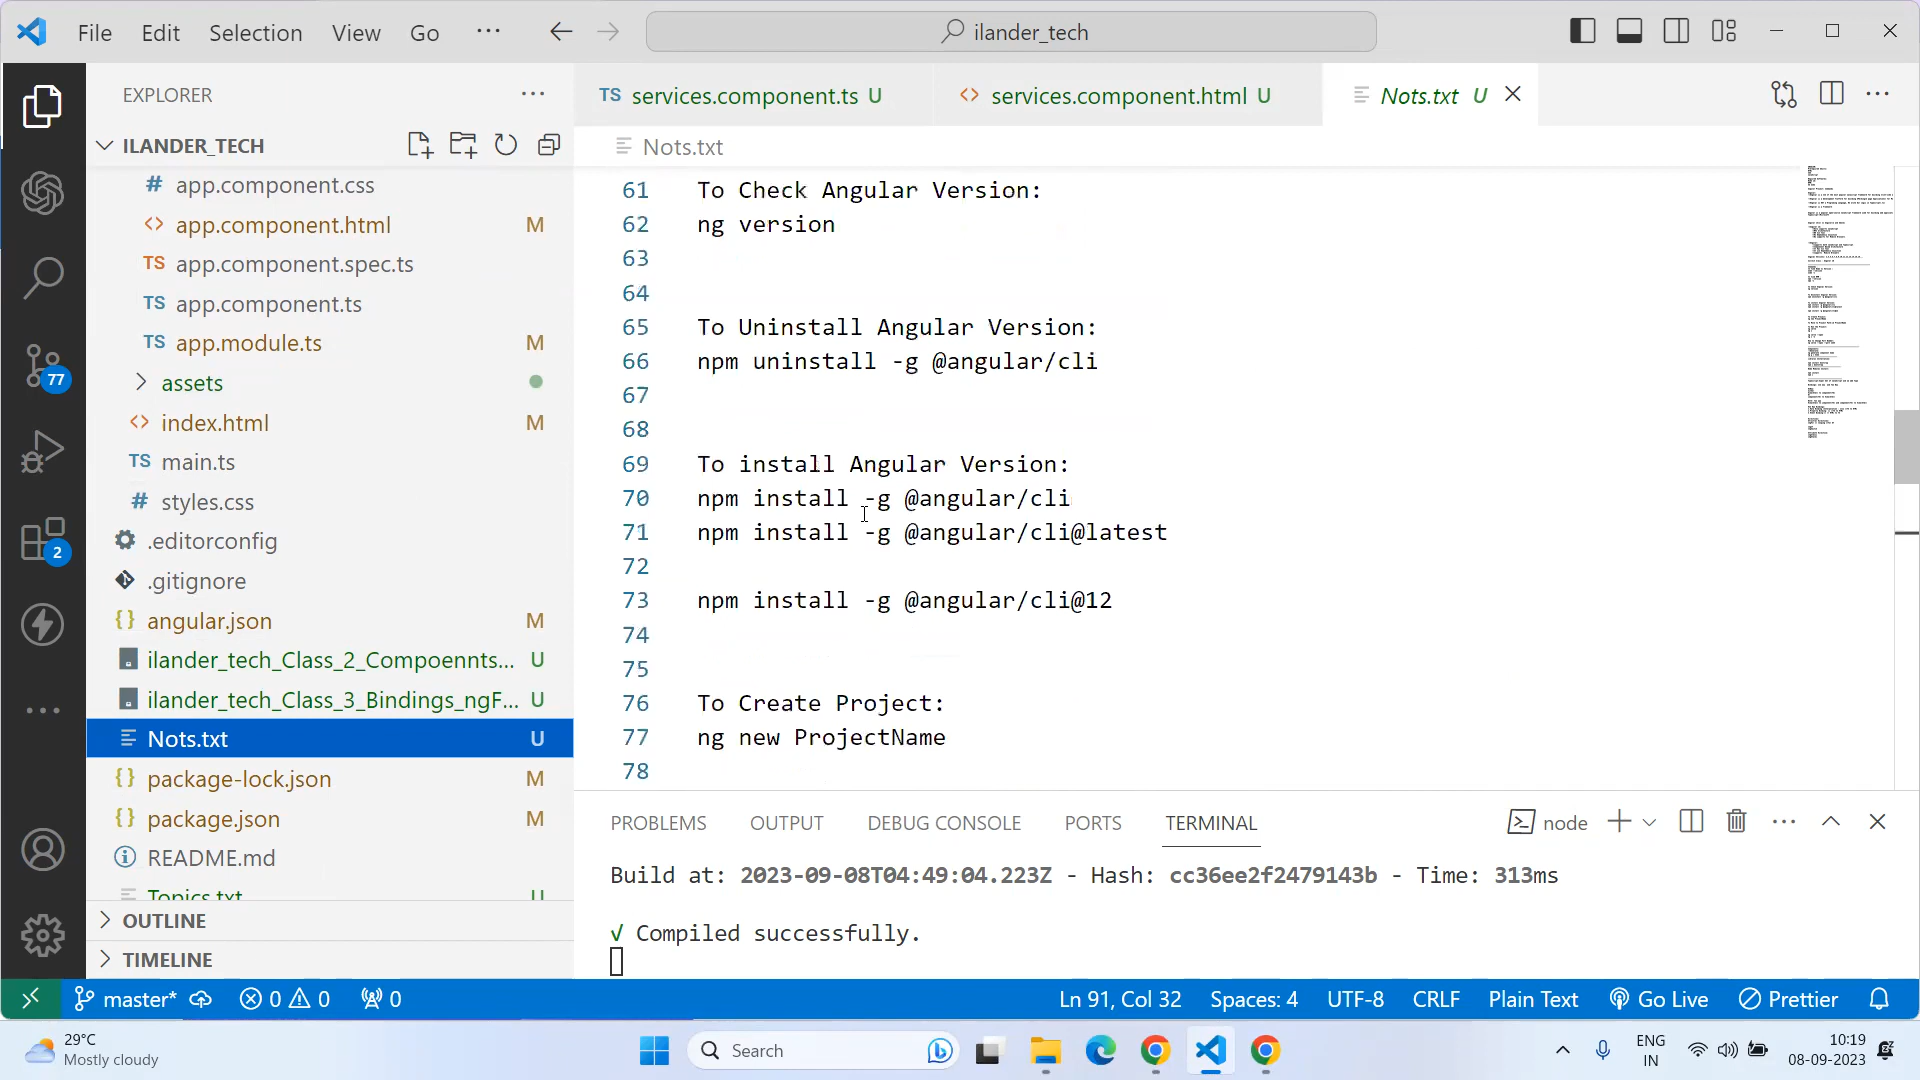 File Edit Selection View Go ···
ilander_tech
EXPLORER
ILANDER_TECH
# app.component.css
<> app.component.html M
TS app.component.spec.ts
TS app.component.ts
TS app.module.ts M
assets
<> index.html M
TS main.ts
# styles.css
.editorconfig
.gitignore
{} angular.json M
ilander_tech_Class_2_Compoennts... U
ilander_tech_Class_3_Bindings_ngF... U
Nots.txt U
{} package-lock.json M
{} package.json M
README.md
Topics.txt U
OUTLINE
TIMELINE
77
2
TS services.component.ts U
<> services.component.html U
Nots.txt U
Nots.txt
61 To Check Angular Version:
62 ng version
63
64
65 To Uninstall Angular Version:
66 npm uninstall -g @angular/cli
67
68
69 To install Angular Version:
70 npm install -g @angular/cli
71 npm install -g @angular/cli@latest
72
73 npm install -g @angular/cli@12
74
75
76 To Create Project:
77 ng new ProjectName
78
PROBLEMS OUTPUT DEBUG CONSOLE PORTS TERMINAL
node
Build at: 2023-09-08T04:49:04.223Z - Hash: cc36ee2f2479143b - Time: 313ms
√ Compiled successfully.
master* 0 0 0
Ln 91, Col 32 Spaces: 4 UTF-8 CRLF Plain Text Go Live Prettier
29°C
Mostly cloudy
Search
ENG
IN
10:19
08-09-2023